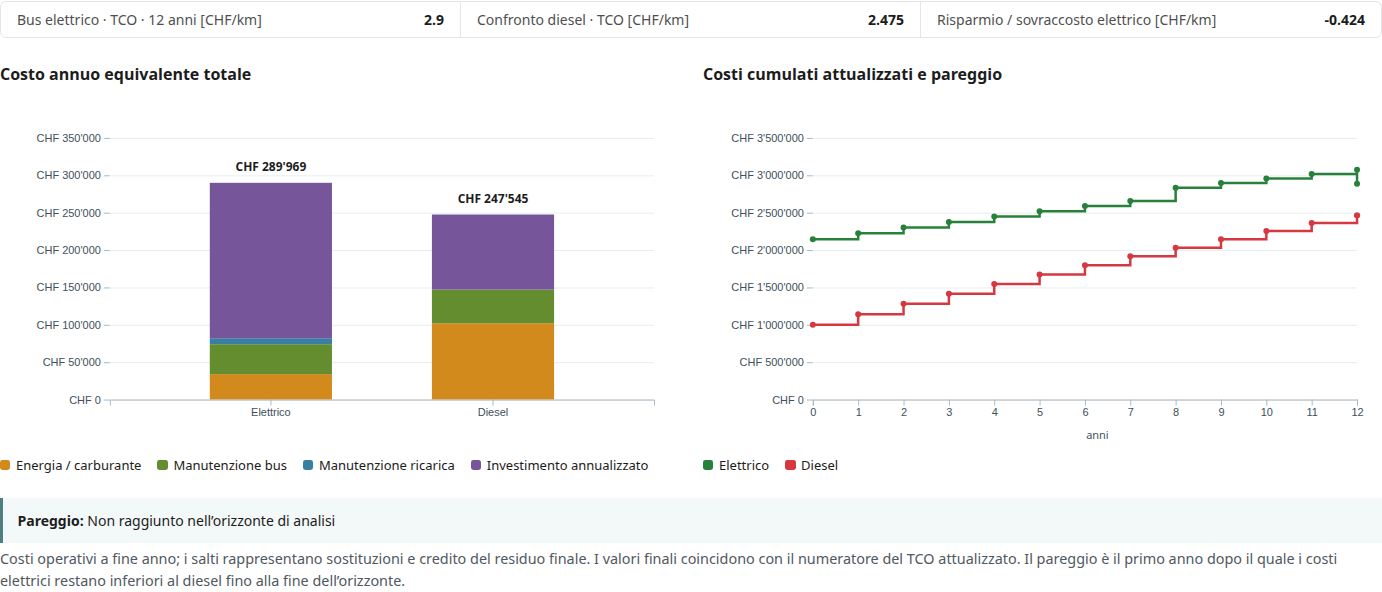 Bus elettrico · TCO · 12 anni [CHF/km] 2.9 Confronto diesel · TCO [CHF/km] 2.475 Risparmio / sovraccosto elettrico [CHF/km] -0.424
Costo annuo equivalente totale
CHF 350'000
CHF 300'000
CHF 250'000
CHF 200'000
CHF 150'000
CHF 100'000
CHF 50'000
CHF 0
CHF 289'969
CHF 247'545
Elettrico Diesel
Energia / carburante Manutenzione bus Manutenzione ricarica Investimento annualizzato
Costi cumulati attualizzati e pareggio
CHF 3'500'000
CHF 3'000'000
CHF 2'500'000
CHF 2'000'000
CHF 1'500'000
CHF 1'000'000
CHF 500'000
CHF 0
0 1 2 3 4 5 6 7 8 9 10 11 12
anni
Elettrico Diesel
Pareggio: Non raggiunto nell’orizzonte di analisi
Costi operativi a fine anno; i salti rappresentano sostituzioni e credito del residuo finale. I valori finali coincidono con il numeratore del TCO attualizzato. Il pareggio è il primo anno dopo il quale i costi
elettrici restano inferiori al diesel fino alla fine dell’orizzonte.